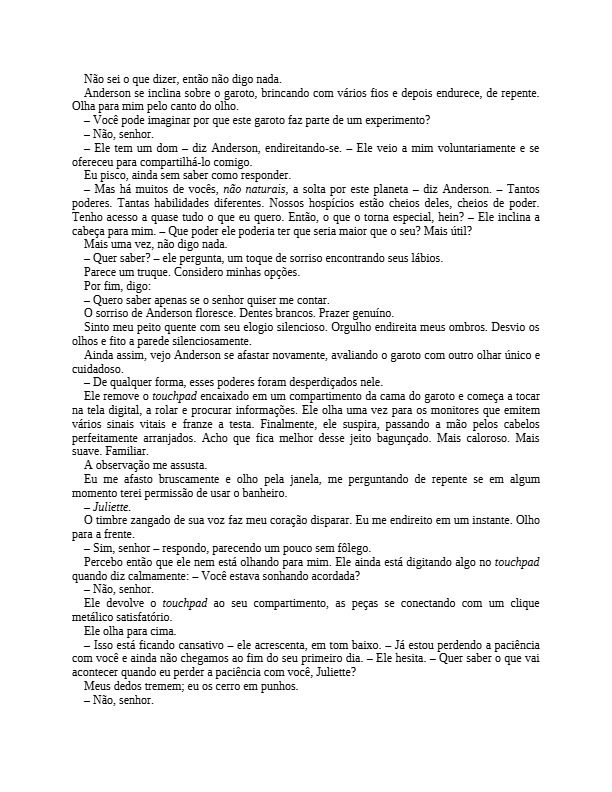 Não sei o que dizer, então não digo nada.
Anderson se inclina sobre o garoto, brincando com vários fios e depois endurece, de repente.
Olha para mim pelo canto do olho.
– Você pode imaginar por que este garoto faz parte de um experimento?
– Não, senhor.
– Ele tem um dom – diz Anderson, endireitando-se. – Ele veio a mim voluntariamente e se
ofereceu para compartilhá-lo comigo.
Eu pisco, ainda sem saber como responder.
– Mas há muitos de vocês, não naturais, a solta por este planeta – diz Anderson. – Tantos
poderes. Tantas habilidades diferentes. Nossos hospícios estão cheios deles, cheios de poder.
Tenho acesso a quase tudo o que eu quero. Então, o que o torna especial, hein? – Ele inclina a
cabeça para mim. – Que poder ele poderia ter que seria maior que o seu? Mais útil?
Mais uma vez, não digo nada.
– Quer saber? – ele pergunta, um toque de sorriso encontrando seus lábios.
Parece um truque. Considero minhas opções.
Por fim, digo:
– Quero saber apenas se o senhor quiser me contar.
O sorriso de Anderson floresce. Dentes brancos. Prazer genuíno.
Sinto meu peito quente com seu elogio silencioso. Orgulho endireita meus ombros. Desvio os
olhos e fito a parede silenciosamente.
Ainda assim, vejo Anderson se afastar novamente, avaliando o garoto com outro olhar único e
cuidadoso.
– De qualquer forma, esses poderes foram desperdiçados nele.
Ele remove o touchpad encaixado em um compartimento da cama do garoto e começa a tocar
na tela digital, a rolar e procurar informações. Ele olha uma vez para os monitores que emitem
vários sinais vitais e franze a testa. Finalmente, ele suspira, passando a mão pelos cabelos
perfeitamente arranjados. Acho que fica melhor desse jeito bagunçado. Mais caloroso. Mais
suave. Familiar.
A observação me assusta.
Eu me afasto bruscamente e olho pela janela, me perguntando de repente se em algum
momento terei permissão de usar o banheiro.
– Juliette.
O timbre zangado de sua voz faz meu coração disparar. Eu me endireito em um instante. Olho
para a frente.
– Sim, senhor – respondo, parecendo um pouco sem fôlego.
Percebo então que ele nem está olhando para mim. Ele ainda está digitando algo no touchpad
quando diz calmamente: – Você estava sonhando acordada?
– Não, senhor.
Ele devolve o touchpad ao seu compartimento, as peças se conectando com um clique
metálico satisfatório.
Ele olha para cima.
– Isso está ficando cansativo – ele acrescenta, em tom baixo. – Já estou perdendo a paciência
com você e ainda não chegamos ao fim do seu primeiro dia. – Ele hesita. – Quer saber o que vai
acontecer quando eu perder a paciência com você, Juliette?
Meus dedos tremem; eu os cerro em punhos.
– Não, senhor.